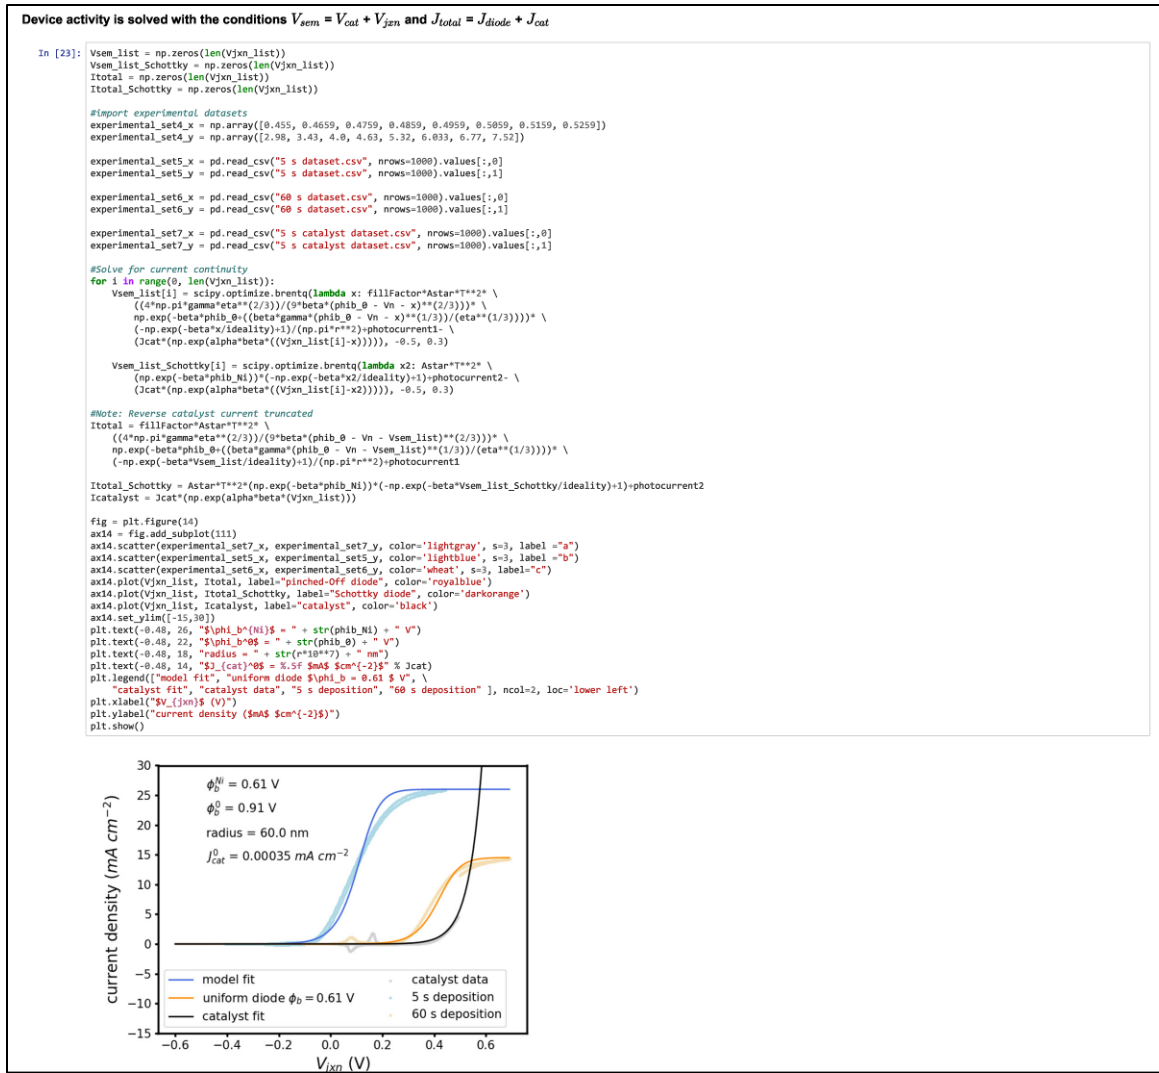 Device activity is solved with the conditions V_sem = V_cat + V_jxn and J_total = J_diode + J_cat
In [23]: Vsem_list = np.zeros(len(Vjxn_list))
Vsem_list_Schottky = np.zeros(len(Vjxn_list))
Itotal = np.zeros(len(Vjxn_list))
Itotal_Schottky = np.zeros(len(Vjxn_list))
#import experimental datasets
experimental_set4_x = np.array([0.455, 0.4659, 0.4759, 0.4859, 0.4959, 0.5059, 0.5159, 0.5259])
experimental_set4_y = np.array([2.98, 3.43, 4.0, 4.63, 5.32, 6.033, 6.77, 7.52])
experimental_set5_x = pd.read_csv("5 s dataset.csv", nrows=1000).values[:,0]
experimental_set5_y = pd.read_csv("5 s dataset.csv", nrows=1000).values[:,1]
experimental_set6_x = pd.read_csv("60 s dataset.csv", nrows=1000).values[:,0]
experimental_set6_y = pd.read_csv("60 s dataset.csv", nrows=1000).values[:,1]
experimental_set7_x = pd.read_csv("5 s catalyst dataset.csv", nrows=1000).values[:,0]
experimental_set7_y = pd.read_csv("5 s catalyst dataset.csv", nrows=1000).values[:,1]
#Solve for current continuity
for i in range(0, len(Vjxn_list)):
Vsem_list[i] = scipy.optimize.brentq(lambda x: fillFactor*Astar*T**2* \
((4*np.pi*gamma*eta**(2/3))/(9*beta*(phib_0 - Vn - x)**(2/3)))* \
np.exp(-beta*phib_0+((beta*gamma*(phib_0 - Vn - x)**(1/3))/(eta**(1/3))))* \
(-np.exp(-beta*x/ideality)+1)/(np.pi*r**2)+photocurrent1- \
(Jcat*(np.exp(alpha*beta*((Vjxn_list[i]-x))))), -0.5, 0.3)
Vsem_list_Schottky[i] = scipy.optimize.brentq(lambda x2: Astar*T**2* \
(np.exp(-beta*phib_Ni))*(-np.exp(-beta*x2/ideality)+1)+photocurrent2- \
(Jcat*(np.exp(alpha*beta*((Vjxn_list[i]-x2))))), -0.5, 0.3)
#Note: Reverse catalyst current truncated
Itotal = fillFactor*Astar*T**2* \
((4*np.pi*gamma*eta**(2/3))/(9*beta*(phib_0 - Vn - Vsem_list)**(2/3)))* \
np.exp(-beta*phib_0+((beta*gamma*(phib_0 - Vn - Vsem_list)**(1/3))/(eta**(1/3))))* \
(-np.exp(-beta*Vsem_list/ideality)+1)/(np.pi*r**2)+photocurrent1
Itotal_Schottky = Astar*T**2*(np.exp(-beta*phib_Ni))*(-np.exp(-beta*Vsem_list_Schottky/ideality)+1)+photocurrent2
Icatalyst = Jcat*(np.exp(alpha*beta*(Vjxn_list)))
fig = plt.figure(14)
ax14 = fig.add_subplot(111)
ax14.scatter(experimental_set7_x, experimental_set7_y, color='lightgray', s=3, label ="a")
ax14.scatter(experimental_set5_x, experimental_set5_y, color='lightblue', s=3, label ="b")
ax14.scatter(experimental_set6_x, experimental_set6_y, color='wheat', s=3, label="c")
ax14.plot(Vjxn_list, Itotal, label="pinched-Off diode", color='royalblue')
ax14.plot(Vjxn_list, Itotal_Schottky, label="Schottky diode", color='darkorange')
ax14.plot(Vjxn_list, Icatalyst, label="catalyst", color='black')
ax14.set_ylim([-15,30])
plt.text(-0.48, 26, "$\phi_b^{Ni}$ = " + str(phib_Ni) + " V")
plt.text(-0.48, 22, "$\phi_b^0$ = " + str(phib_0) + " V")
plt.text(-0.48, 18, "radius = " + str(r*10**7) + " nm")
plt.text(-0.48, 14, "$J_{cat}^0$ = %.5f $mA$ $cm^{-2}$" % Jcat)
plt.legend(["model fit", "uniform diode $\phi_b = 0.61 $ V", \
"catalyst fit", "catalyst data", "5 s deposition", "60 s deposition" ], ncol=2, loc='lower left')
plt.xlabel("$V_{jxn}$ (V)")
plt.ylabel("current density ($mA$ $cm^{-2}$)")
plt.show()
30
25
20
15
10
5
0
−5
−10
−15
current density (mA cm⁻²)
ϕ_b^Ni = 0.61 V
ϕ_b^0 = 0.91 V
radius = 60.0 nm
J_cat^0 = 0.00035 mA cm⁻²
model fit
uniform diode ϕ_b = 0.61 V
catalyst fit
catalyst data
5 s deposition
60 s deposition
−0.6 −0.4 −0.2 0.0 0.2 0.4 0.6
V_jxn (V)